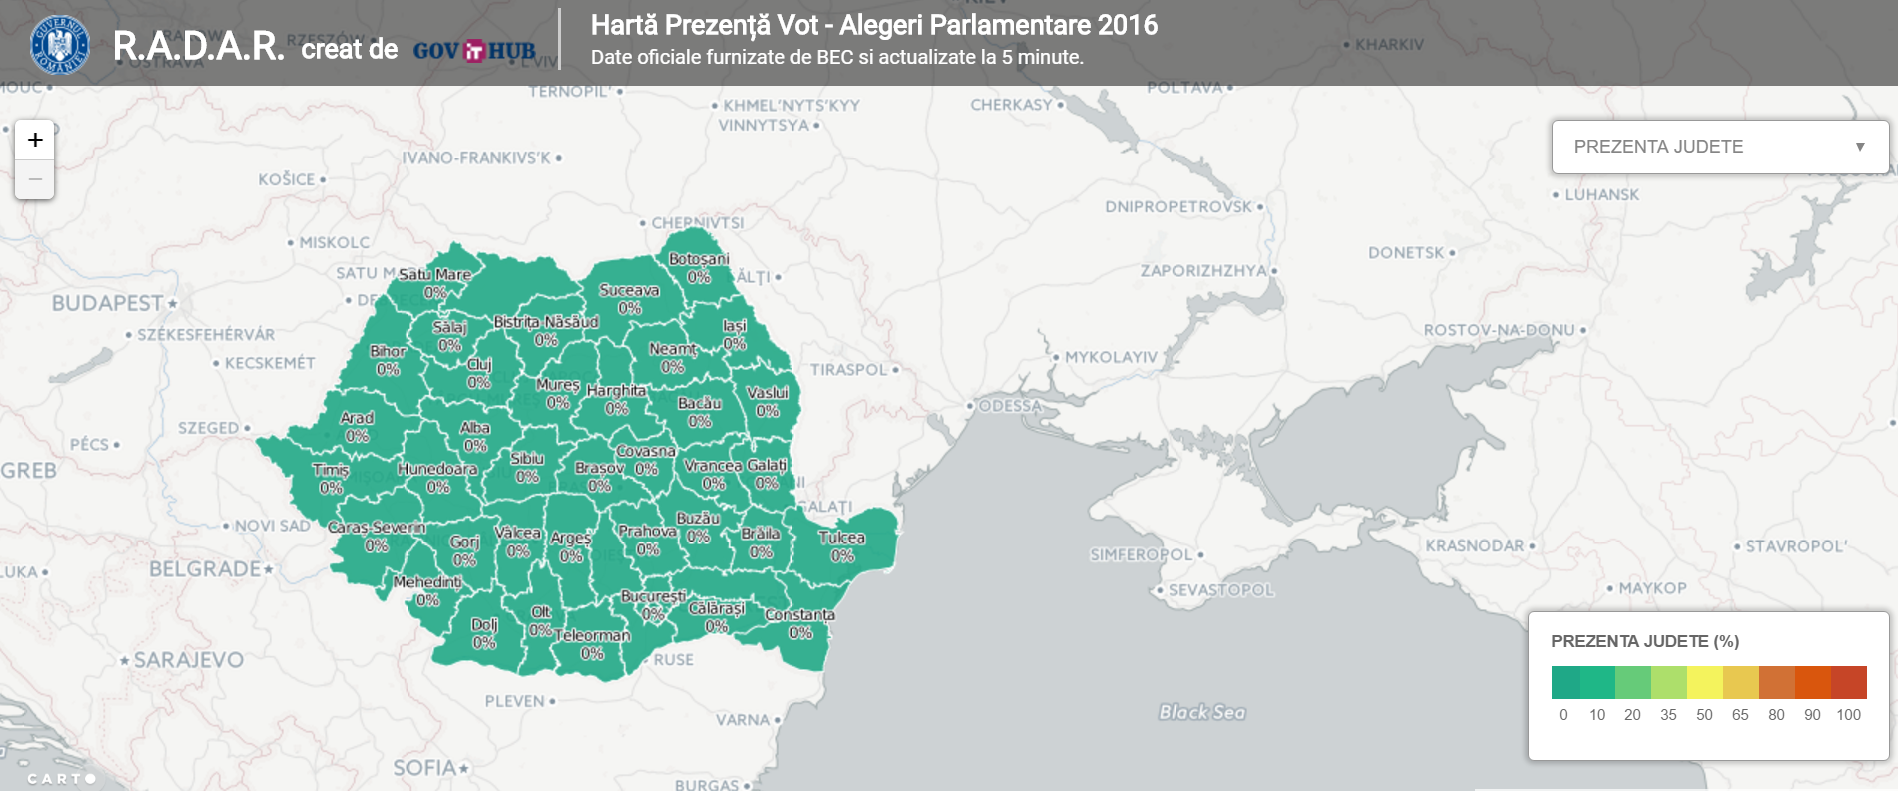 R.A.D.A.R. creat de GOV IT HUB
Hartă Prezență Vot - Alegeri Parlamentare 2016
Date oficiale furnizate de BEC si actualizate la 5 minute.
KHARKIV
RZESZÓW
OSTRAVA
L'VIV
TERNOPIL'
KHMEL'NYTS'KYY
VINNYTSYA
CHERKASY
POLTAVA
+
−
PREZENTA JUDETE ▼
IVANO-FRANKIVS'K
KOŠICE
LUHANSK
DNIPROPETROVSK
CHERNIVTSI
MISKOLC
DONETSK
ZAPORIZHZHYA
SATU M
BĂLŢI
BUDAPEST
SZÉKESFEHÉRVÁR
KECSKEMÉT
ROSTOV-NA-DONU
MYKOLAYIV
TIRASPOL
ODESSA
SZEGED
PÉCS
GREB
Satu Mare
0%
Botoșani
0%
Suceava
0%
Bistrița-Năsăud
0%
Sălaj
0%
Iași
0%
Bihor
0%
Cluj
0%
Neamț
0%
Mureș
0%
Harghita
0%
Bacău
0%
Vaslui
0%
Arad
0%
Alba
0%
Timiș
0%
Hunedoara
0%
Sibiu
0%
Brașov
0%
Covasna
0%
Vrancea
0%
Galați
0%
GALAŢI
Caraș-Severin
0%
Gorj
0%
Vâlcea
0%
Argeș
0%
Prahova
0%
Buzău
0%
Brăila
0%
Tulcea
0%
Mehedinți
0%
Dolj
0%
Olt
0%
Teleorman
0%
București
0%
Călărași
0%
Constanța
0%
NOVI SAD
BELGRADE
LUKA
SARAJEVO
RUSE
PLEVEN
VARNA
SOFIA
BURGAS
SIMFEROPOL
SEVASTOPOL
KRASNODAR
STAVROPOL'
MAYKOP
Black Sea
PREZENTA JUDETE (%)
0 10 20 35 50 65 80 90 100
CARTO